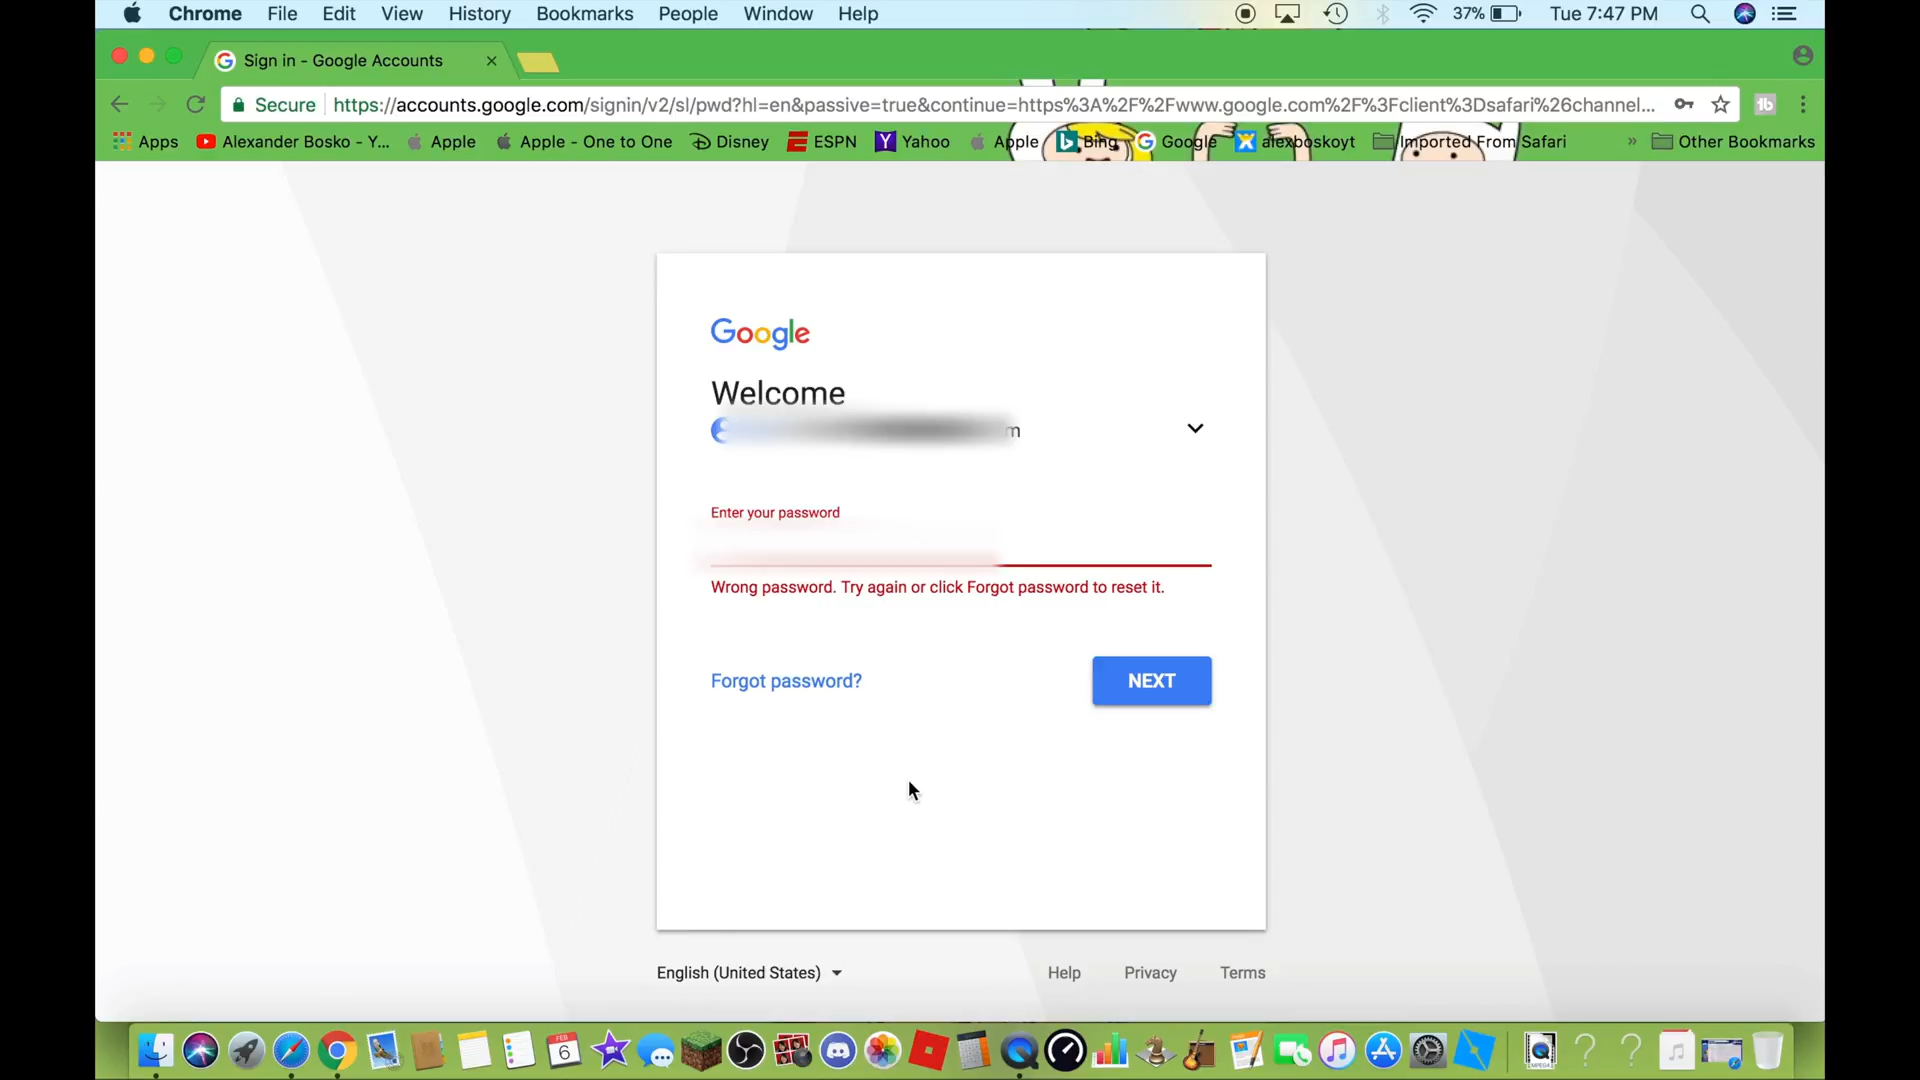 Chrome File Edit View History Bookmarks People Window Help 37% Tue 7:47 PM
Sign in - Google Accounts
Secure https://accounts.google.com/signin/v2/sl/pwd?hl=en&passive=true&continue=https%3A%2F%2Fwww.google.com%2F%3Fclient%3Dsafari%26channel...
Apps Alexander Bosko - Y... Apple Apple - One to One Disney ESPN Yahoo Apple Bing Google alexboskoyt Imported From Safari » Other Bookmarks
Google
Welcome
m
Enter your password
Wrong password. Try again or click Forgot password to reset it.
Forgot password? NEXT
English (United States) Help Privacy Terms
FEB
6